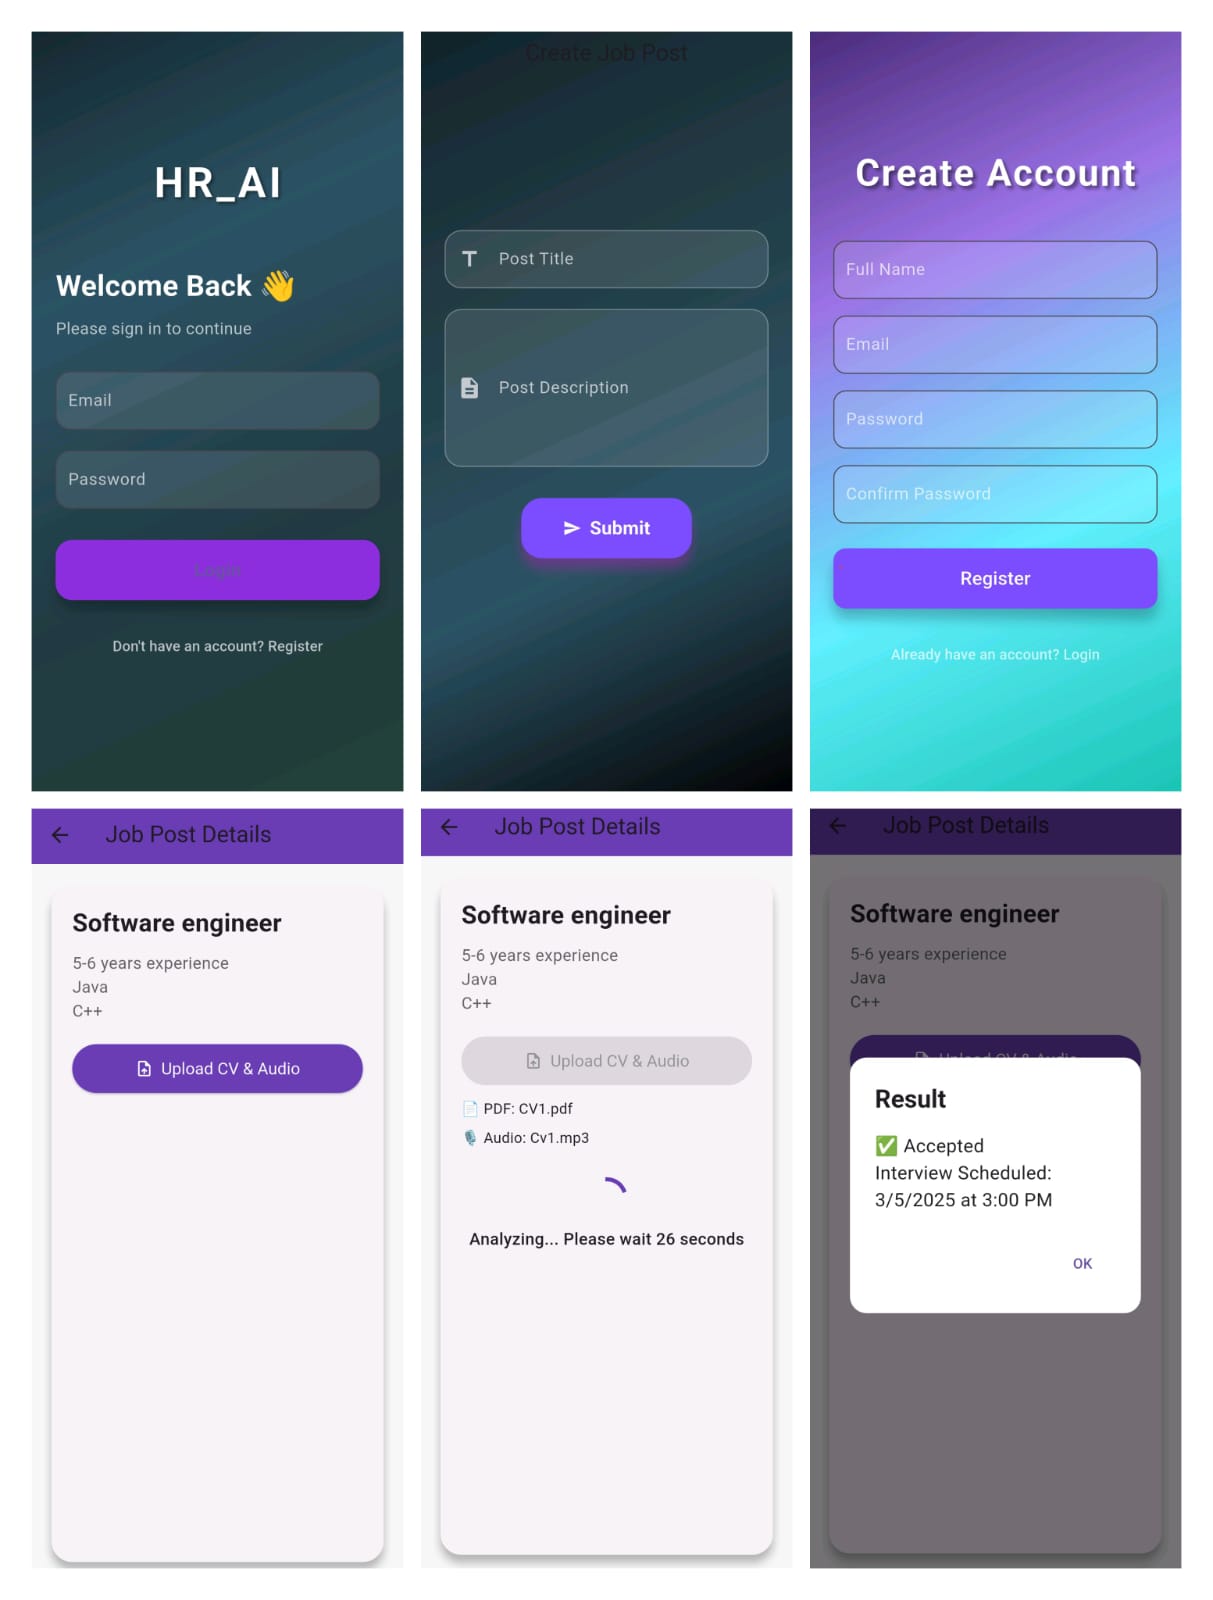 HR_AI
Welcome Back 👋
Please sign in to continue
Email
Password
Login
Don't have an account? Register
Create Job Post
Post Title
Post Description
Submit
Create Account
Full Name
Email
Password
Confirm Password
Register
Already have an account? Login
Job Post Details
Software engineer
5-6 years experience
Java
C++
Upload CV & Audio
Job Post Details
Software engineer
5-6 years experience
Java
C++
Upload CV & Audio
📄 PDF: CV1.pdf
🎙️ Audio: Cv1.mp3
Analyzing... Please wait 26 seconds
Job Post Details
Software engineer
5-6 years experience
Java
C++
Upload CV & Audio
Result
✅ Accepted
Interview Scheduled:
3/5/2025 at 3:00 PM
OK